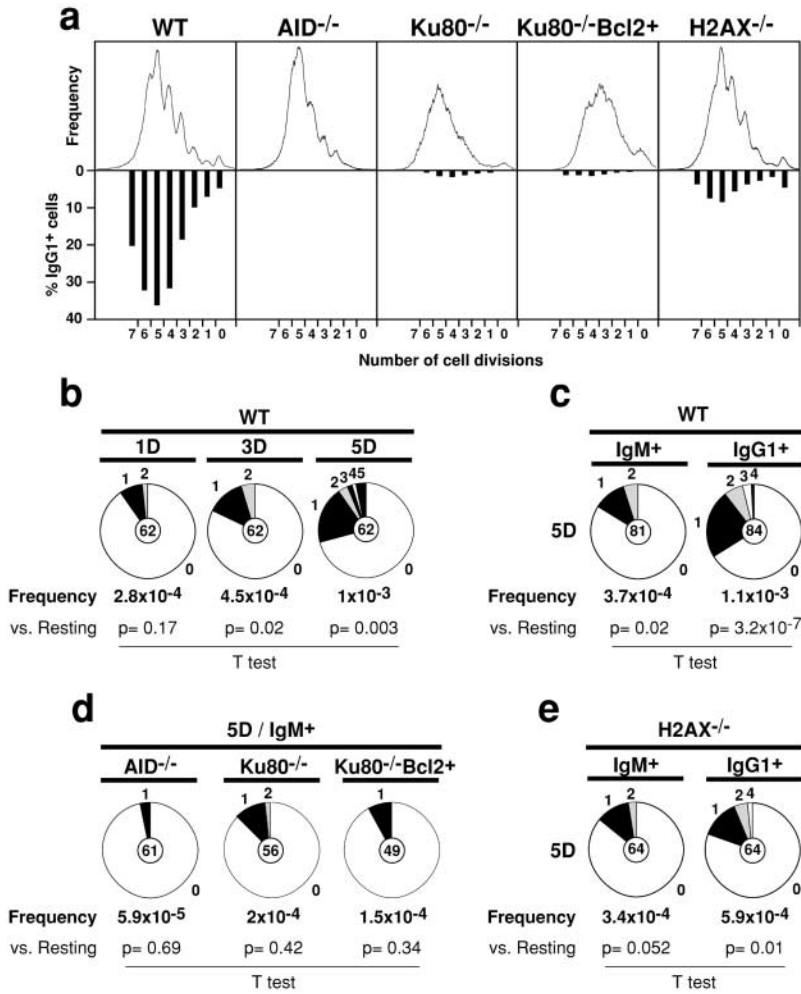 a
WT AID-/- Ku80-/- Ku80-/-Bcl2+ H2AX-/-
Frequency
0
10
20
30
40
% IgG1+ cells
7 6 5 4 3 2 1 0 7 6 5 4 3 2 1 0 7 6 5 4 3 2 1 0 7 6 5 4 3 2 1 0 7 6 5 4 3 2 1 0
Number of cell divisions
b
WT
1D 3D 5D
1 2 62 0
1 2 62 0
1 2 3 4 5 62 0
Frequency 2.8x10-4 4.5x10-4 1x10-3
vs. Resting p= 0.17 p= 0.02 p= 0.003
T test
c
WT
IgM+ IgG1+
5D
1 2 81 0
1 2 3 4 84 0
Frequency 3.7x10-4 1.1x10-3
vs. Resting p= 0.02 p= 3.2x10-7
T test
d
5D / IgM+
AID-/- Ku80-/- Ku80-/-Bcl2+
1 61 0
1 2 56 0
1 49 0
Frequency 5.9x10-5 2x10-4 1.5x10-4
vs. Resting p= 0.69 p= 0.42 p= 0.34
T test
e
H2AX-/-
IgM+ IgG1+
5D
1 2 64 0
1 2 4 64 0
Frequency 3.4x10-4 5.9x10-4
vs. Resting p= 0.052 p= 0.01
T test